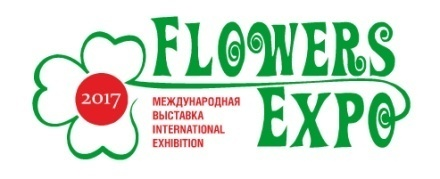 FLOWERS
EXPO
2017
МЕЖДУНАРОДНАЯ
ВЫСТАВКА
INTERNATIONAL
EXHIBITION